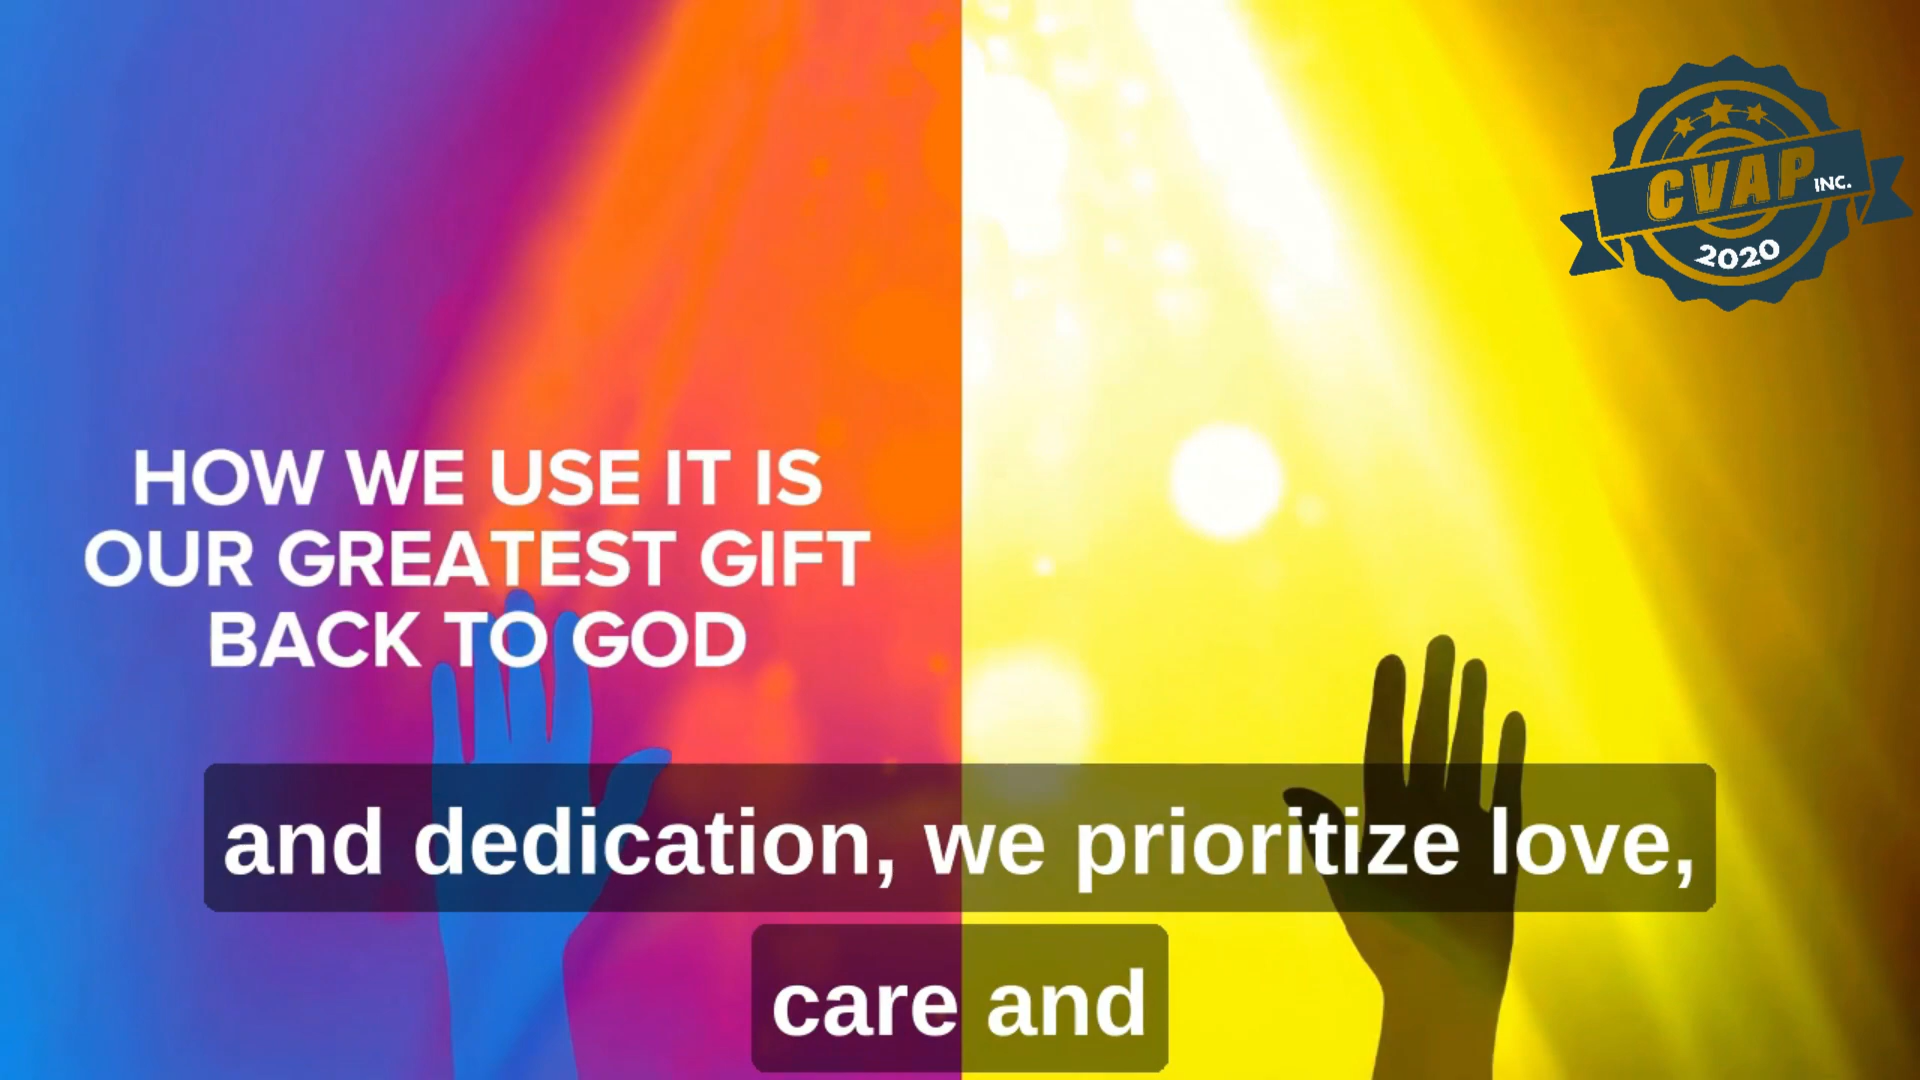 CVAP INC.
2020
HOW WE USE IT IS
OUR GREATEST GIFT
BACK TO GOD
and dedication, we prioritize love,
care and